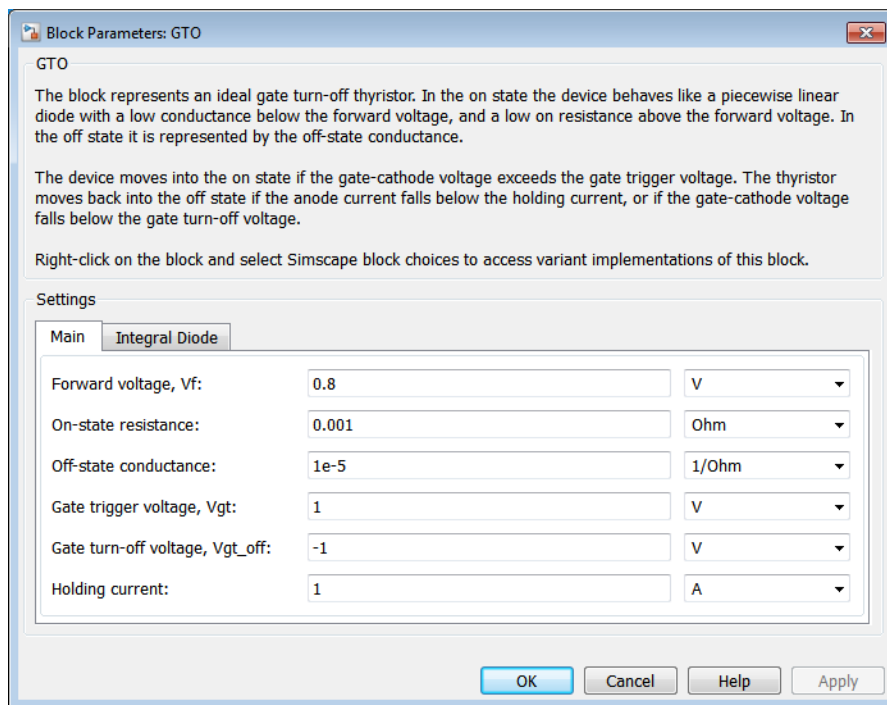 Block Parameters: GTO
GTO
The block represents an ideal gate turn-off thyristor. In the on state the device behaves like a piecewise linear
diode with a low conductance below the forward voltage, and a low on resistance above the forward voltage. In
the off state it is represented by the off-state conductance.
The device moves into the on state if the gate-cathode voltage exceeds the gate trigger voltage. The thyristor
moves back into the off state if the anode current falls below the holding current, or if the gate-cathode voltage
falls below the gate turn-off voltage.
Right-click on the block and select Simscape block choices to access variant implementations of this block.
Settings
Main Integral Diode
Forward voltage, Vf: 0.8 V
On-state resistance: 0.001 Ohm
Off-state conductance: 1e-5 1/Ohm
Gate trigger voltage, Vgt: 1 V
Gate turn-off voltage, Vgt_off: -1 V
Holding current: 1 A
OK Cancel Help Apply